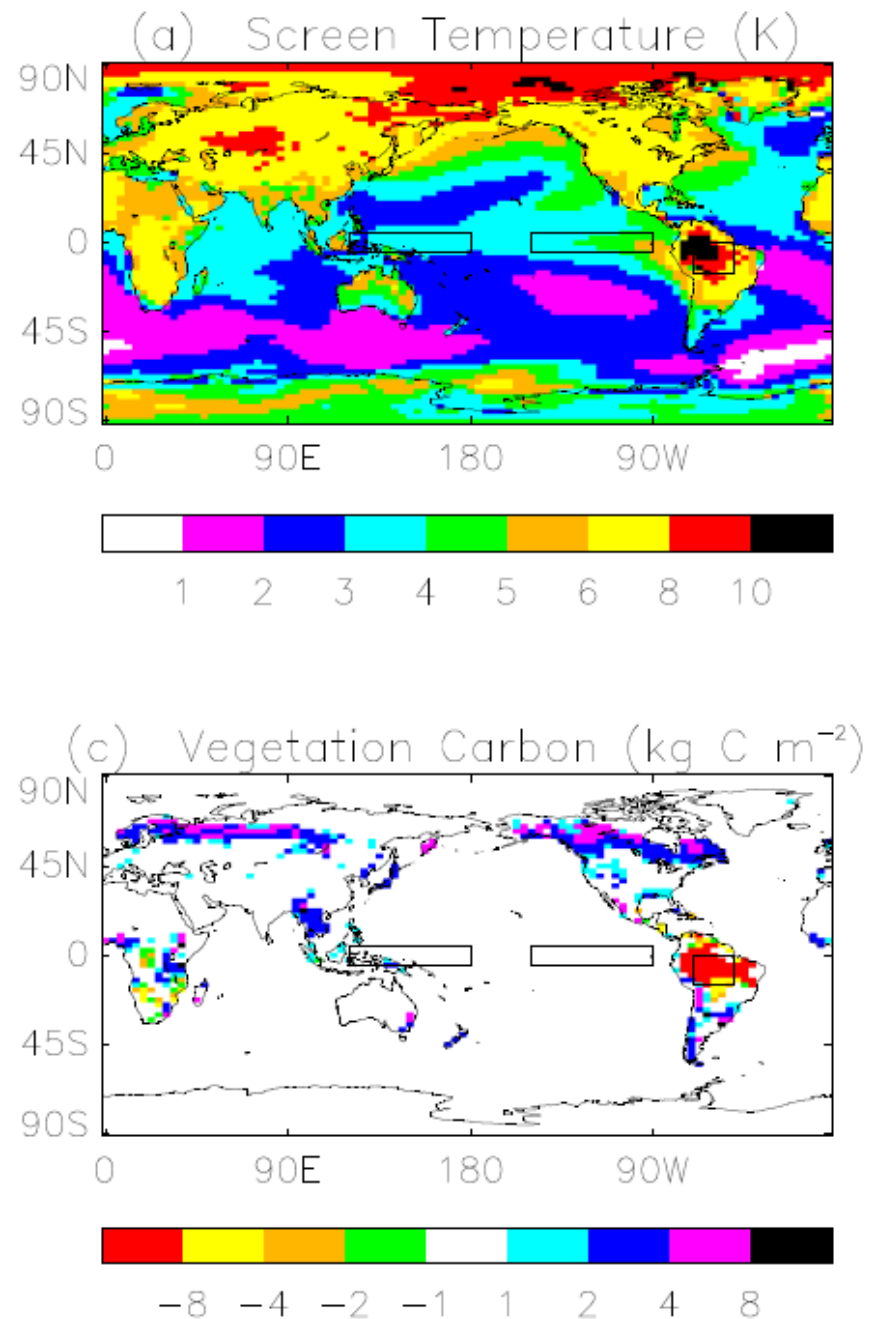 (a) Screen Temperature (K)
90N
45N
0
45S
90S
0 90E 180 90W
1 2 3 4 5 6 8 10
(c) Vegetation Carbon (kg C m⁻²)
90N
45N
0
45S
90S
0 90E 180 90W
−8 −4 −2 −1 1 2 4 8